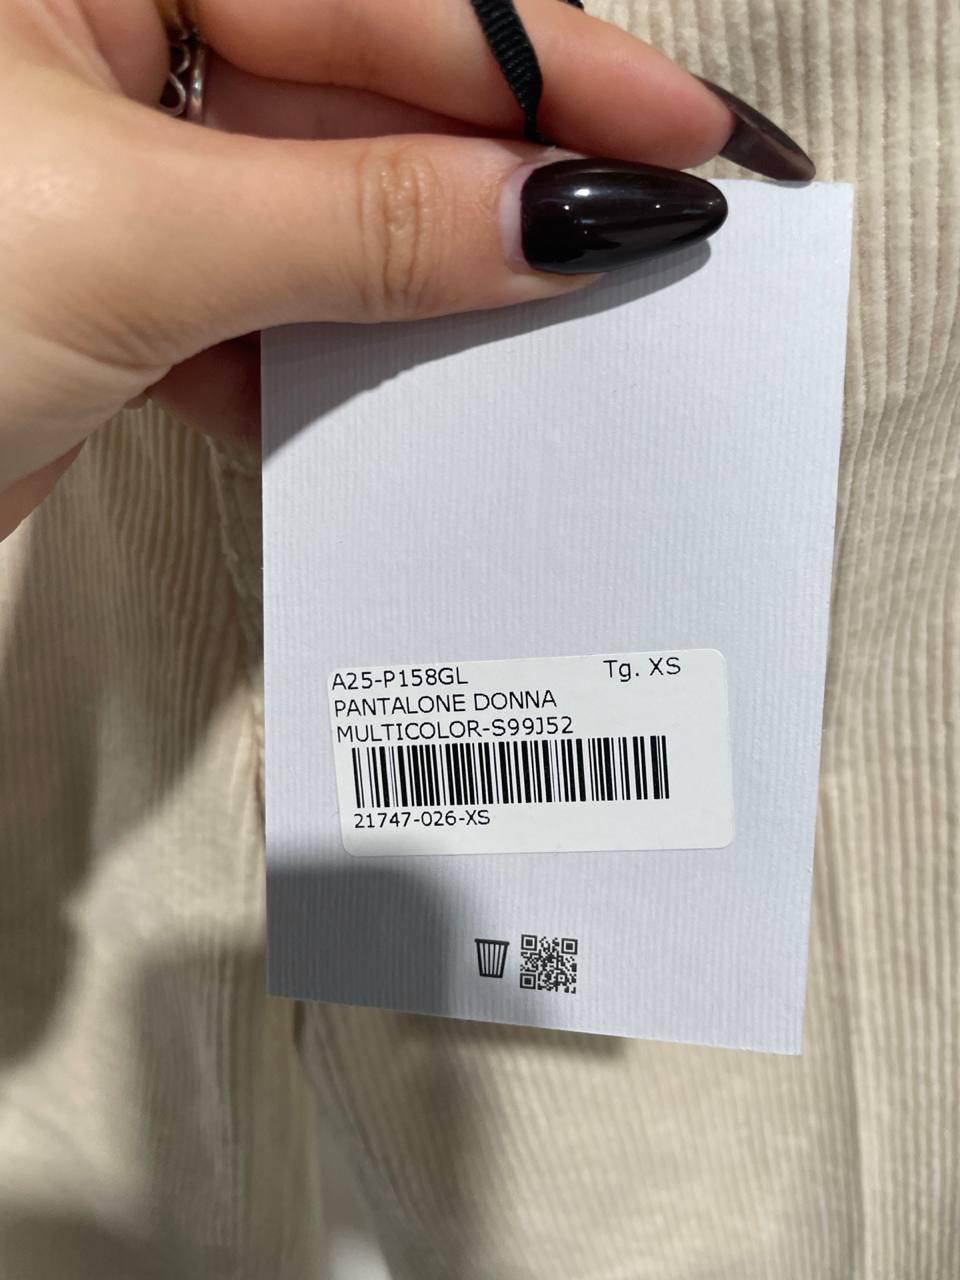 A25-P158GL Tg. XS
PANTALONE DONNA
MULTICOLOR-S99J52
21747-026-XS